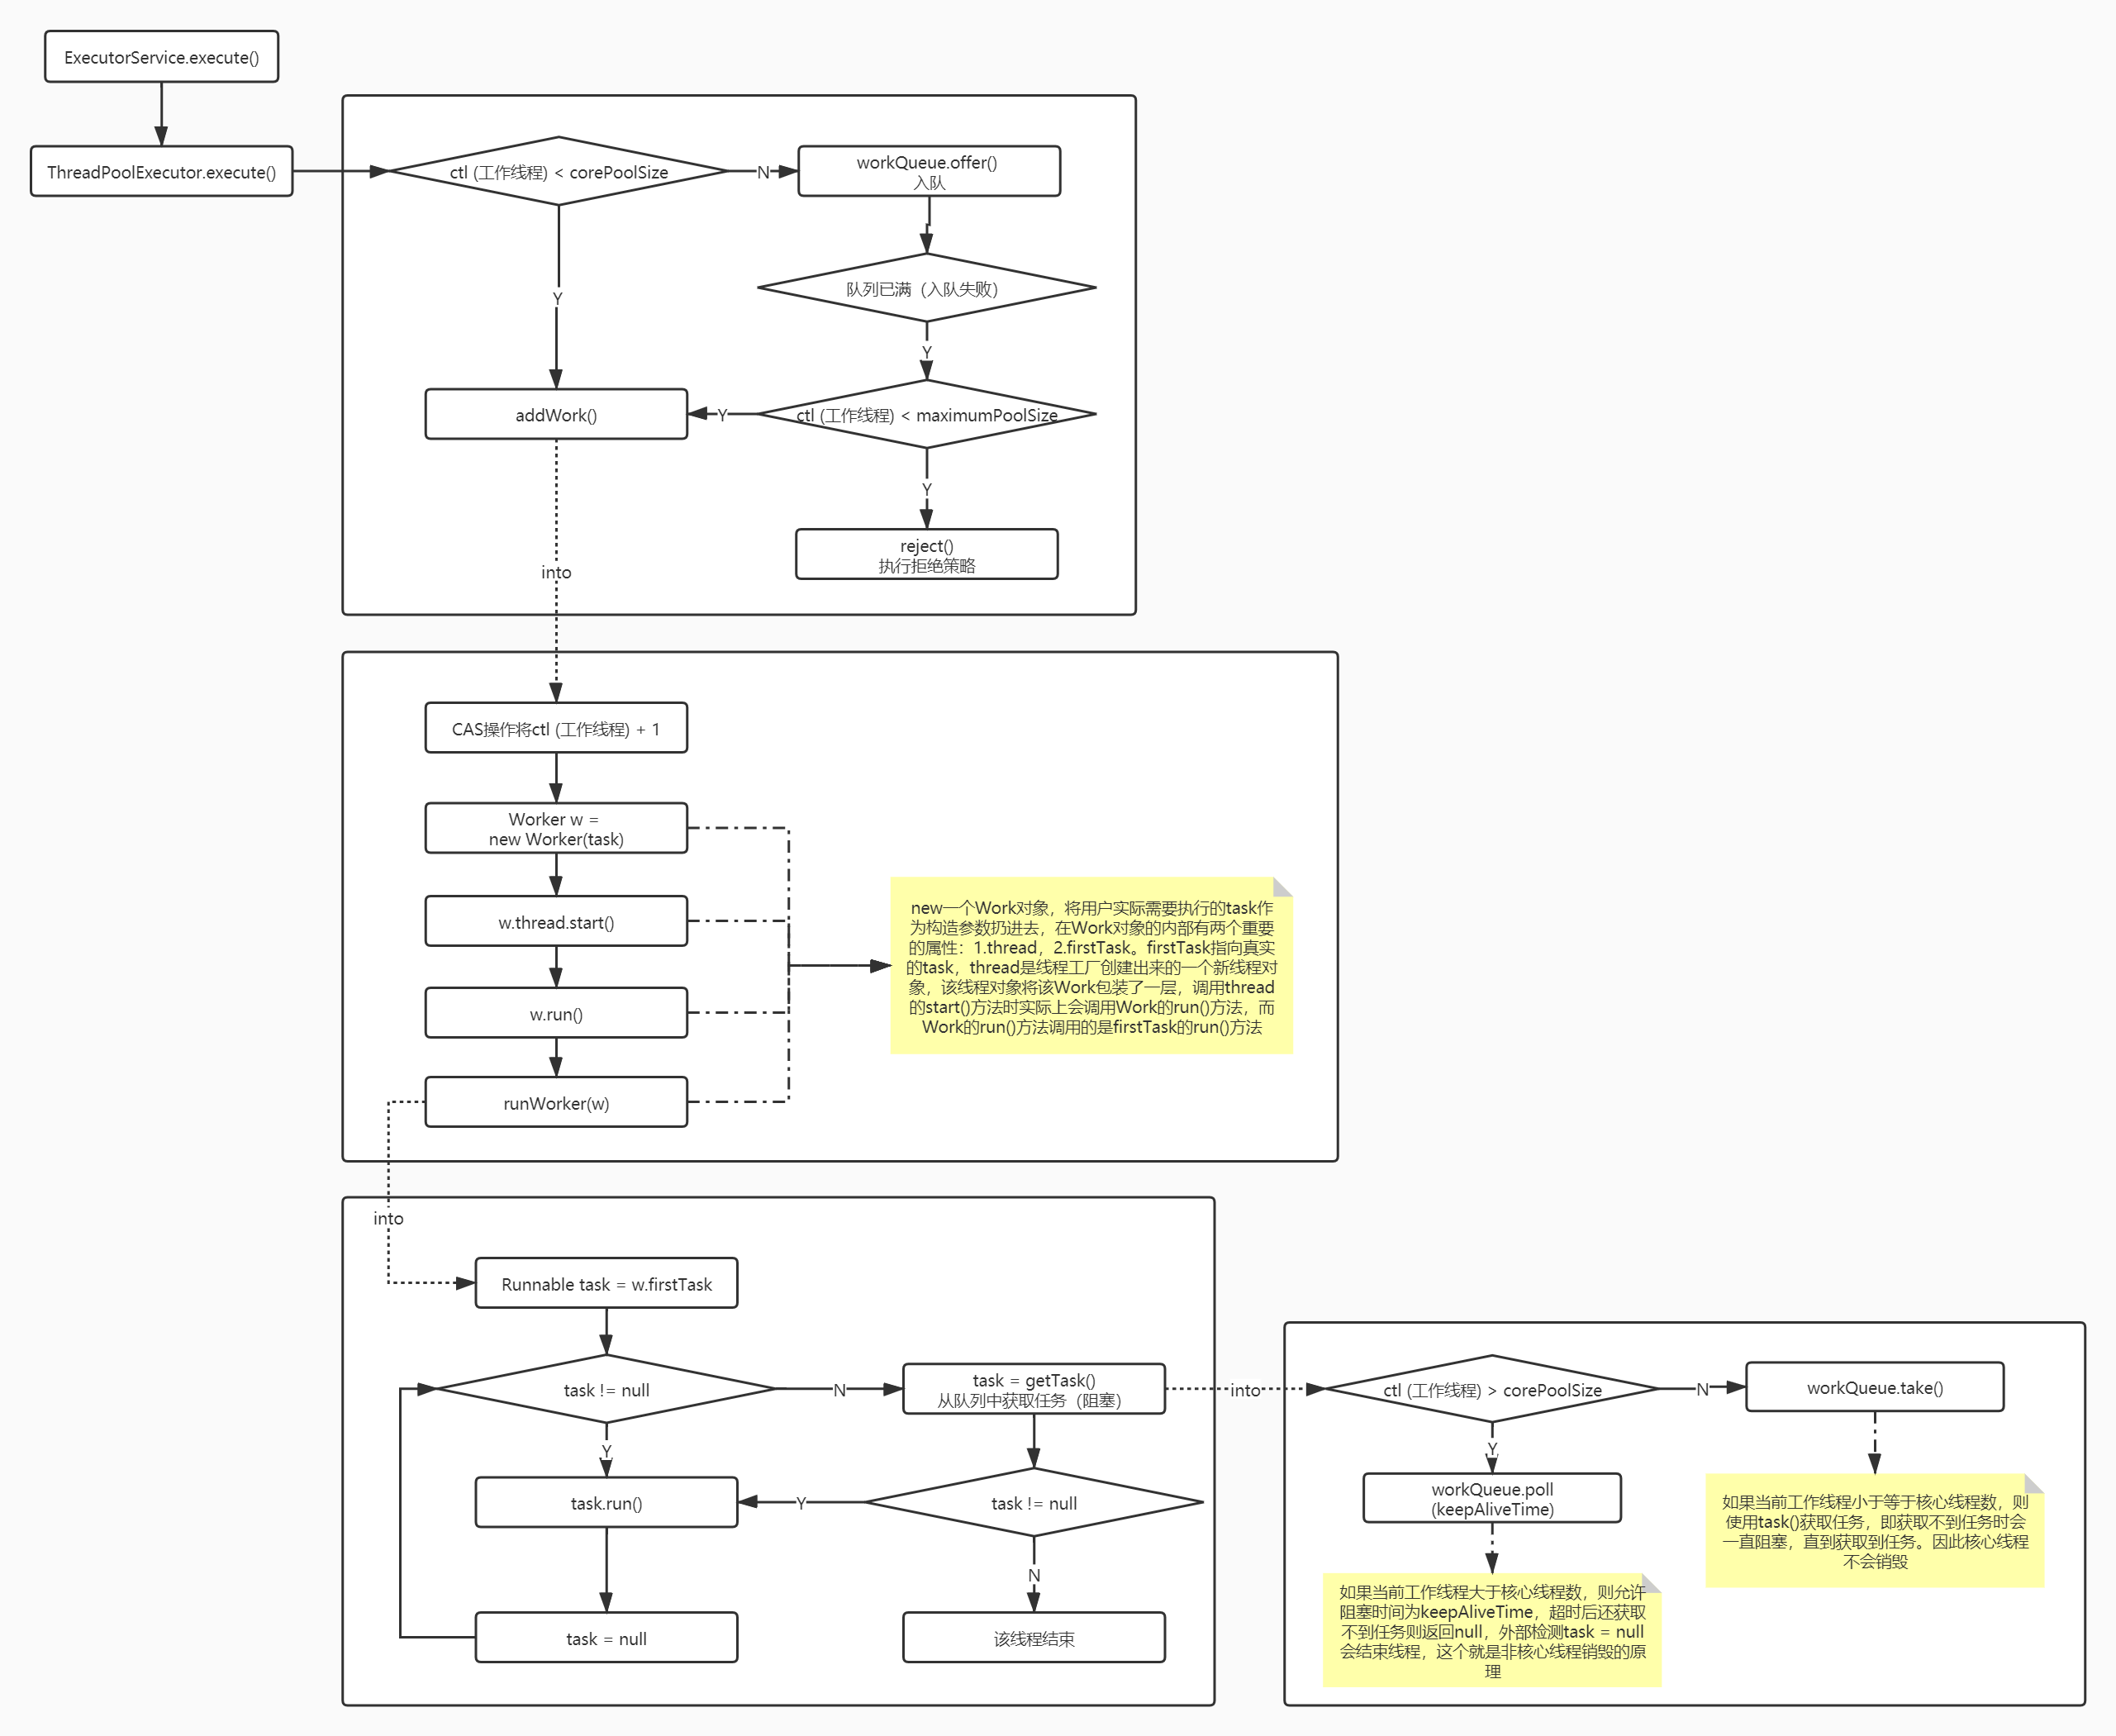 ExecutorService.execute()
ThreadPoolExecutor.execute()
ctl (工作线程) < corePoolSize
N
workQueue.offer()
入队
队列已满（入队失败）
Y
Y
ctl (工作线程) < maximumPoolSize
Y
addWork()
Y
reject()
执行拒绝策略
into
CAS操作将ctl (工作线程) + 1
Worker w =
new Worker(task)
w.thread.start()
w.run()
runWorker(w)
new一个Work对象，将用户实际需要执行的task作
为构造参数扔进去，在Work对象的内部有两个重要
的属性：1.thread，2.firstTask。firstTask指向真实
的task，thread是线程工厂创建出来的一个新线程对
象，该线程对象将该Work包装了一层，调用thread
的start()方法时实际上会调用Work的run()方法，而
Work的run()方法调用的是firstTask的run()方法
into
Runnable task = w.firstTask
task != null
N
task = getTask()
从队列中获取任务（阻塞）
Y
task.run()
Y
task != null
N
task = null
该线程结束
into
ctl (工作线程) > corePoolSize
N
workQueue.take()
Y
workQueue.poll
(keepAliveTime)
如果当前工作线程小于等于核心线程数，则
使用task()获取任务，即获取不到任务时会
一直阻塞，直到获取到任务。因此核心线程
不会销毁
如果当前工作线程大于核心线程数，则允许
阻塞时间为keepAliveTime，超时后还获取
不到任务则返回null，外部检测task = null
会结束线程，这个就是非核心线程销毁的原
理